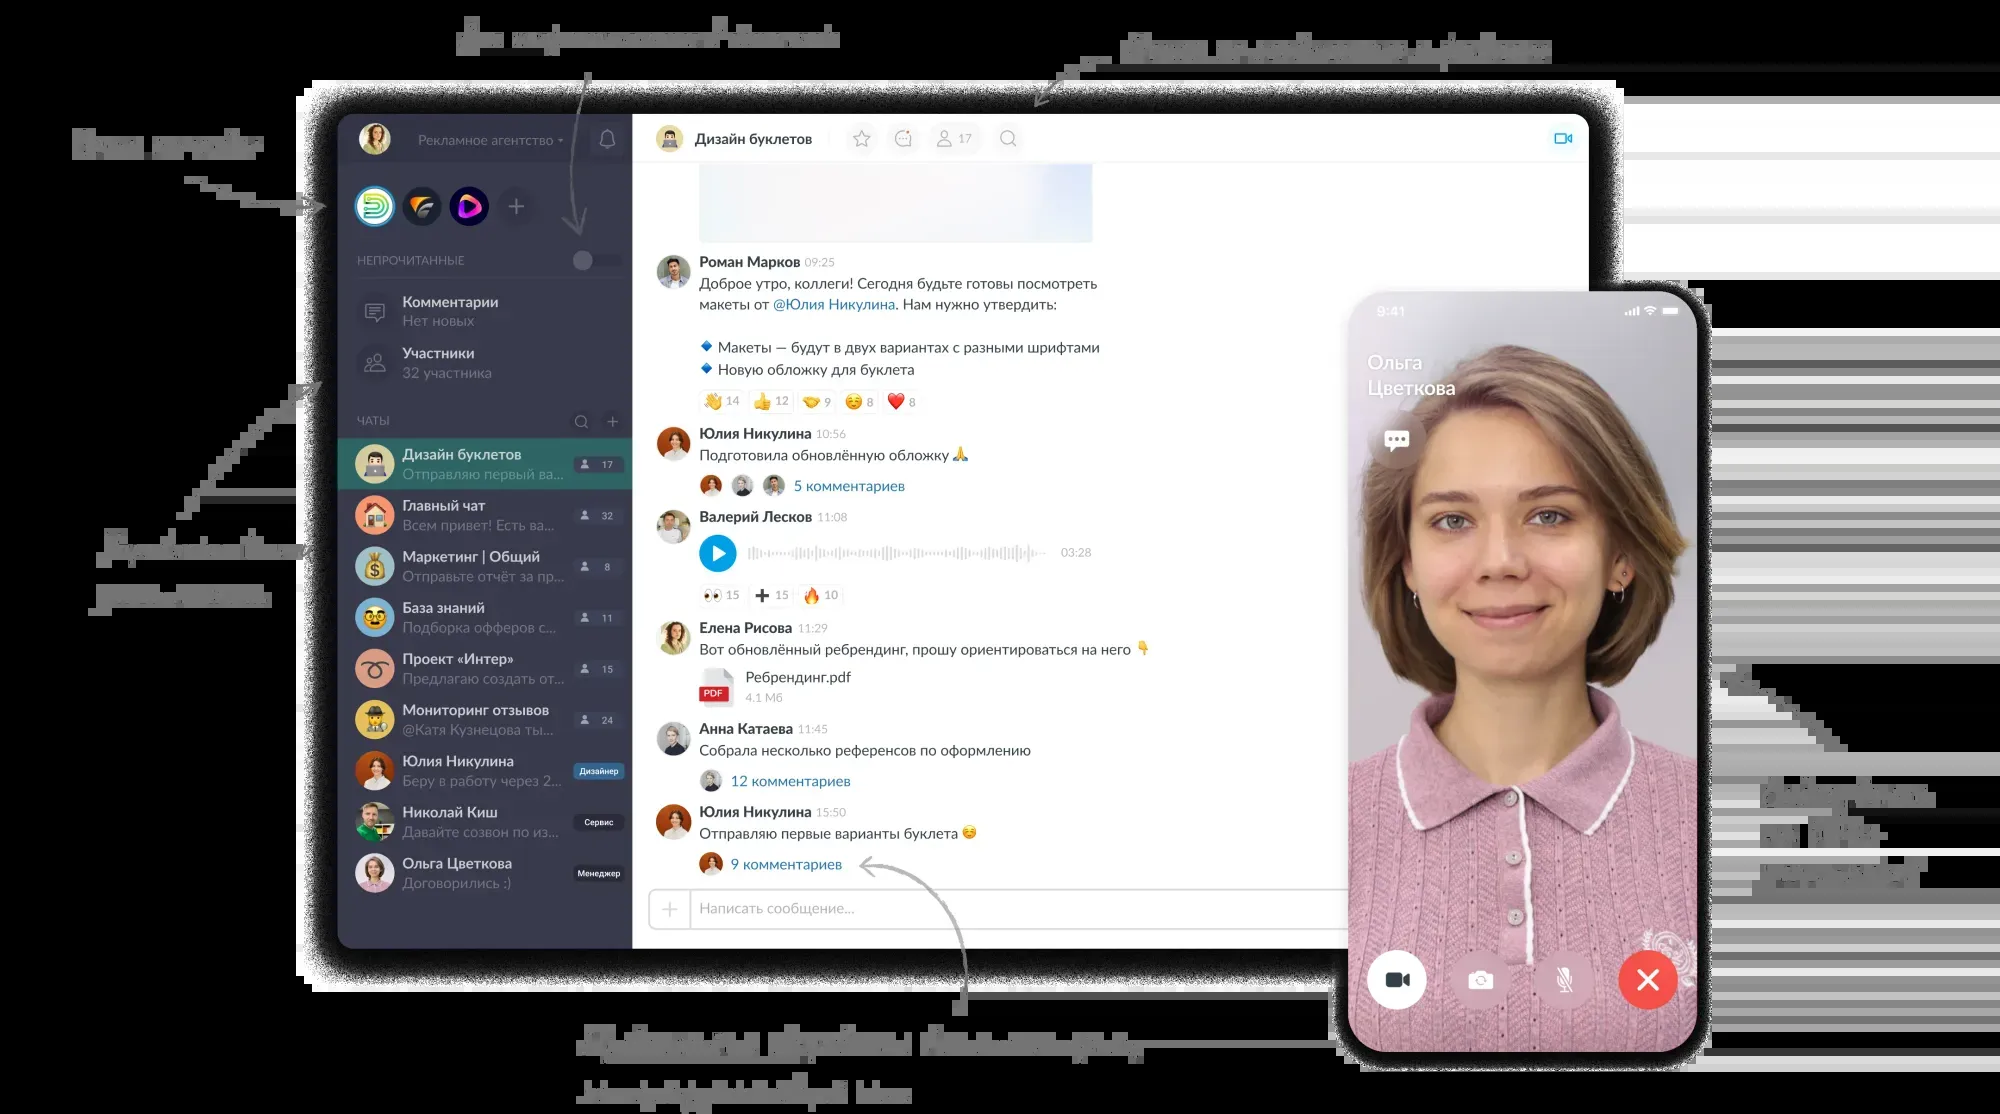 Рекламное агентство
НЕПРОЧИТАННЫЕ
Комментарии
Нет новых
Участники
32 участника
ЧАТЫ
Дизайн буклетов
Отправляю первый ва...
17
Главный чат
Всем привет! Есть ва...
32
Маркетинг | Общий
Отправьте отчёт за пр...
8
База знаний
Подборка офферов с...
11
Проект «Интер»
Предлагаю создать от...
15
Мониторинг отзывов
@Катя Кузнецова ты...
24
Юлия Никулина
Беру в работу через 2...
Дизайнер
Николай Киш
Давайте созвон по из...
Сервис
Ольга Цветкова
Договорились :)
Менеджер
Дизайн буклетов
17
Роман Марков 09:25
Доброе утро, коллеги! Сегодня будьте готовы посмотреть
макеты от @Юлия Никулина. Нам нужно утвердить:
Макеты — будут в двух вариантах с разными шрифтами
Новую обложку для буклета
14 12 9 8 8
Юлия Никулина 10:56
Подготовила обновлённую обложку
5 комментариев
Валерий Лесков 11:08
03:28
15 15 10
Елена Рисова 11:29
Вот обновлённый ребрендинг, прошу ориентироваться на него
PDF
Ребрендинг.pdf
4.1 Мб
Анна Катаева 11:45
Собрала несколько референсов по оформлению
12 комментариев
Юлия Никулина 15:50
Отправляю первые варианты буклета
9 комментариев
Написать сообщение...
9:41
Ольга
Цветкова